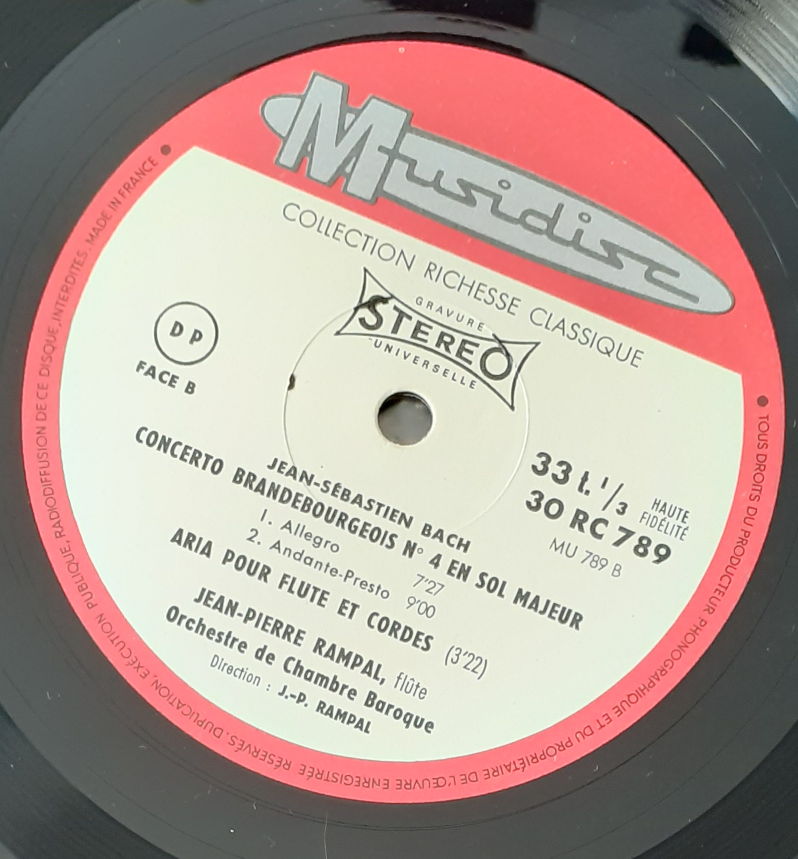 Musidisc
COLLECTION RICHESSE CLASSIQUE
GRAVURE
STEREO
UNIVERSELLE
DP
FACE B
33 t. 1/3
HAUTE
FIDÉLITÉ
30 RC 789
MU 789 B
JEAN-SÉBASTIEN BACH
CONCERTO BRANDEBOURGEOIS N° 4 EN SOL MAJEUR
1. Allegro 7'27
2. Andante-Presto 9'00
ARIA POUR FLUTE ET CORDES (3'22)
JEAN-PIERRE RAMPAL, flûte
Orchestre de Chambre Baroque
Direction : J.-P. RAMPAL
• TOUS DROITS DU PRODUCTEUR PHONOGRAPHIQUE ET DU PROPRIÉTAIRE DE L'ŒUVRE ENREGISTRÉE RÉSERVÉS. DUPLICATION, EXÉCUTION PUBLIQUE, RADIODIFFUSION DE CE DISQUE, INTERDITES. MADE IN FRANCE •